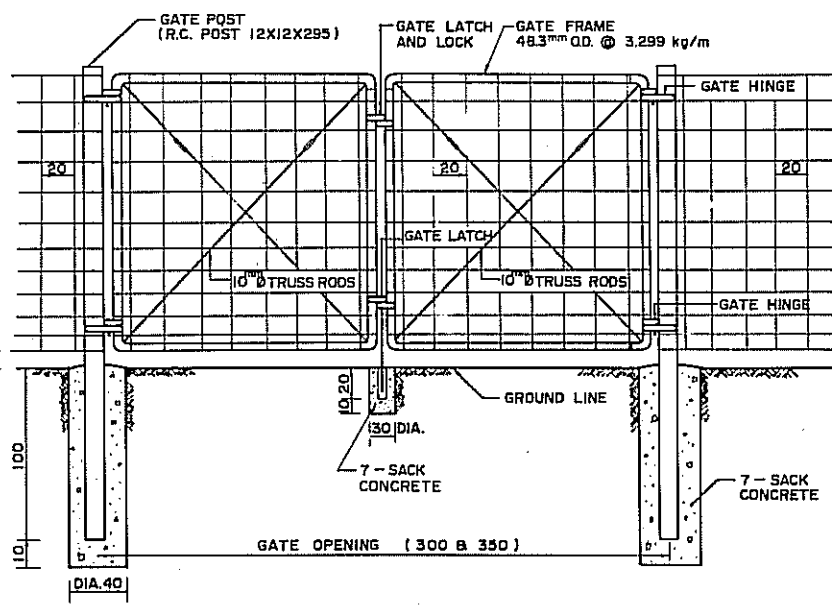 GATE POST
(R.C. POST 12X12X295)
GATE LATCH
AND LOCK
GATE FRAME
48.3mm O.D. @ 3.299 kg/m
GATE HINGE
20
20
20
GATE LATCH
10mm Ø TRUSS RODS
10mm Ø TRUSS RODS
GATE HINGE
GROUND LINE
10 20
30 DIA.
7-SACK
CONCRETE
7-SACK
CONCRETE
100
10
GATE OPENING (300 & 350)
DIA. 40